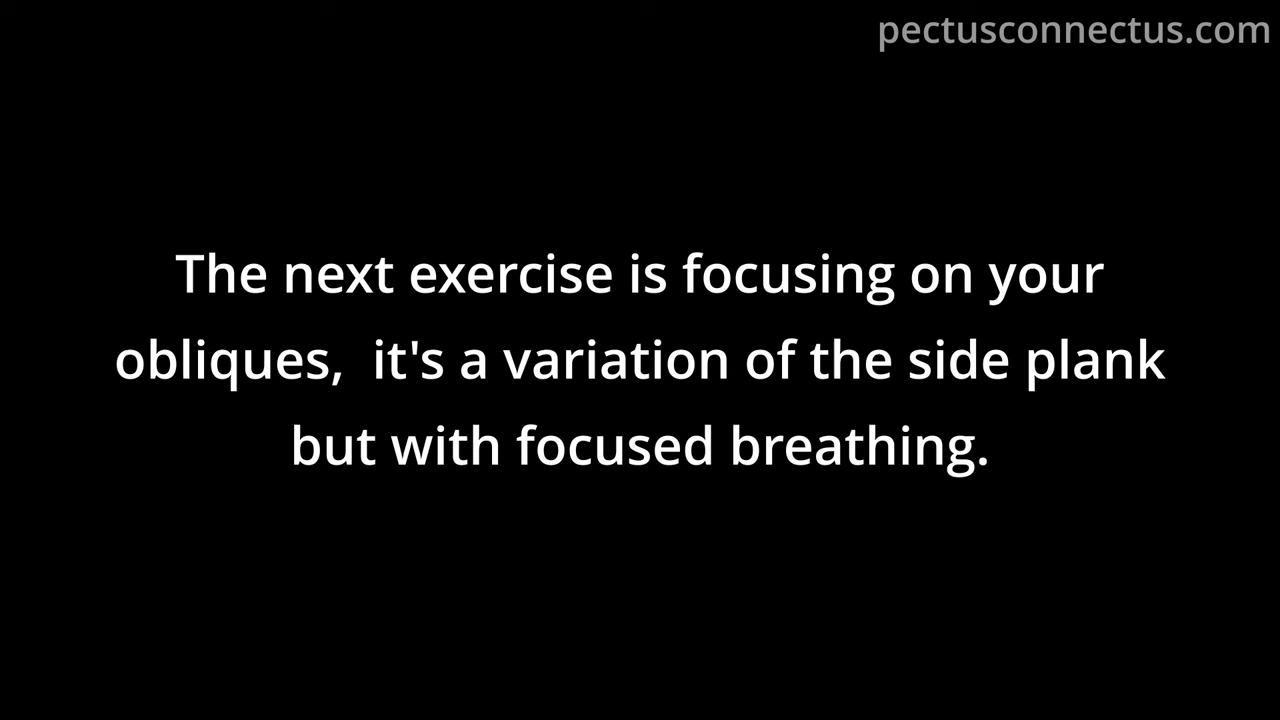 pectusconnectus.com
The next exercise is focusing on your
obliques,  it's a variation of the side plank
but with focused breathing.